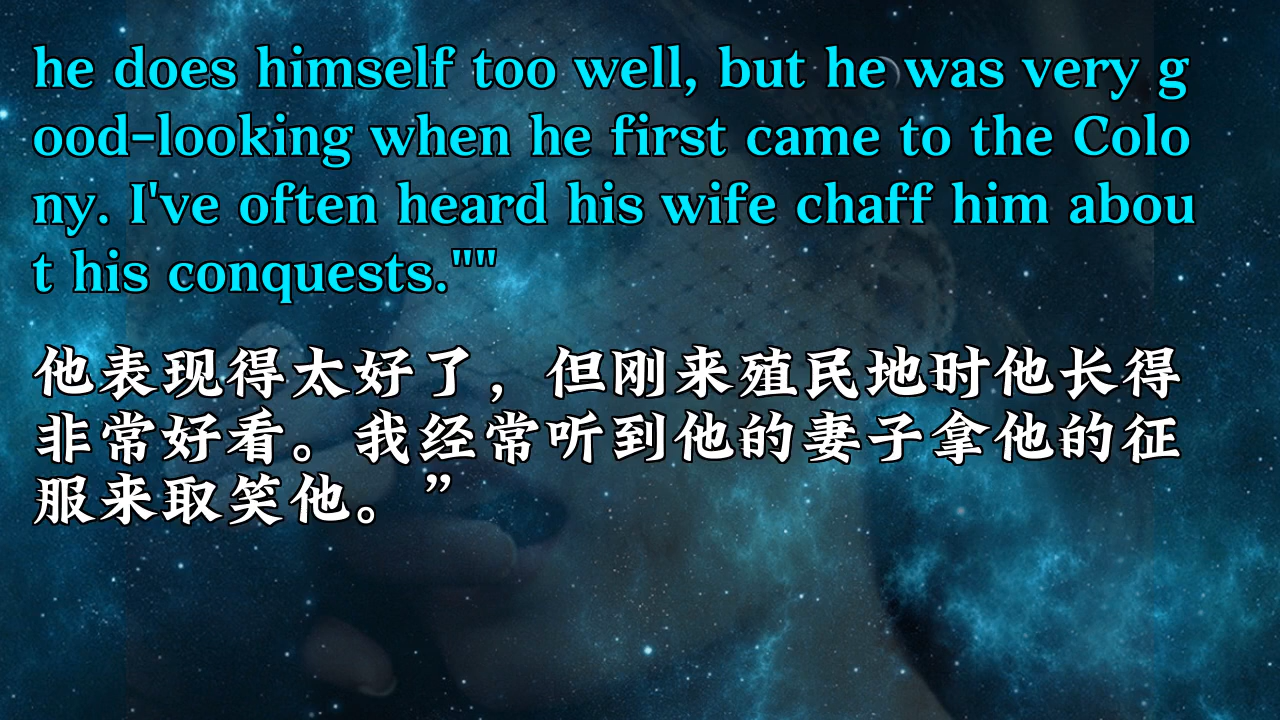 he does himself too well, but he was very g
ood-looking when he first came to the Colo
ny. I've often heard his wife chaff him abou
t his conquests.""
他表现得太好了，但刚来殖民地时他长得
非常好看。我经常听到他的妻子拿他的征
服来取笑他。”